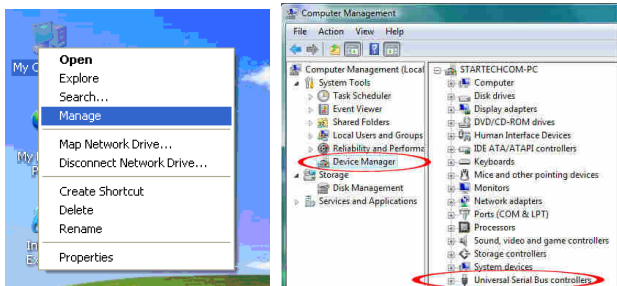 My C
Open
Explore
Search...
Manage
Map Network Drive...
Disconnect Network Drive...
Create Shortcut
Delete
Rename
Properties
Computer Management
File Action View Help
Computer Management (Local
System Tools
Task Scheduler
Event Viewer
Shared Folders
Local Users and Groups
Reliability and Performa
Device Manager
Storage
Disk Management
Services and Applications
STARTECHCOM-PC
Computer
Disk drives
Display adapters
DVD/CD-ROM drives
Human Interface Devices
IDE ATA/ATAPI controllers
Keyboards
Mice and other pointing devices
Monitors
Network adapters
Ports (COM & LPT)
Processors
Sound, video and game controllers
Storage controllers
System devices
Universal Serial Bus controllers